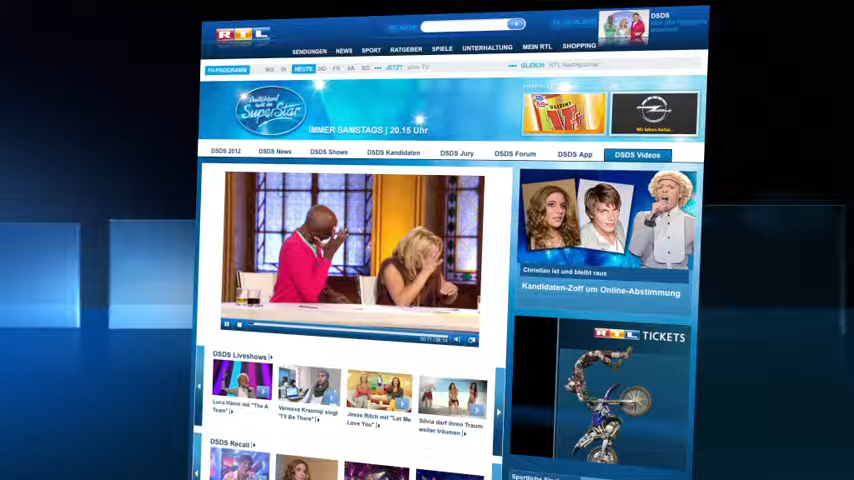 RTL
DSDS
SENDUNGEN NEWS SPORT RATGEBER SPIELE UNTERHALTUNG MEIN RTL SHOPPING
TV-PROGRAMM MO DI HEUTE DO FR SA SO JETZT GLEICH RTL Nachtjournal
Deutschland sucht den
SuperStar
IMMER SAMSTAGS | 20.15 Uhr
DSDS 2012 DSDS News DSDS Shows DSDS Kandidaten DSDS Jury DSDS Forum DSDS App DSDS Videos
Christian ist und bleibt raus
Kandidaten-Zoff um Online-Abstimmung
RTL TICKETS
DSDS Liveshows
Luca Hänni mit "The A
Team"
Vanessa Krasniqi singt
"I'll Be There"
Jesse Ritch mit "Let Me
Love You"
Silvia darf ihren Traum
weiter träumen
DSDS Recall